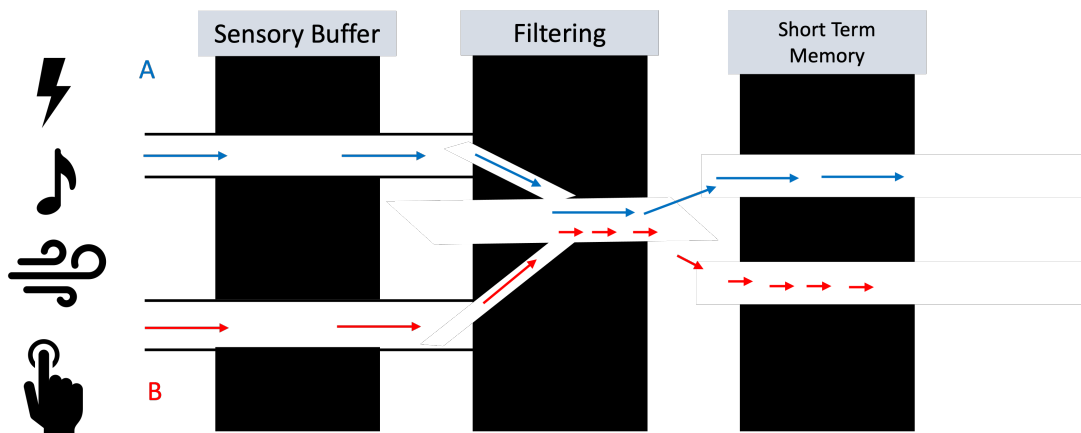 Sensory Buffer
Filtering
Short Term
Memory
A
B